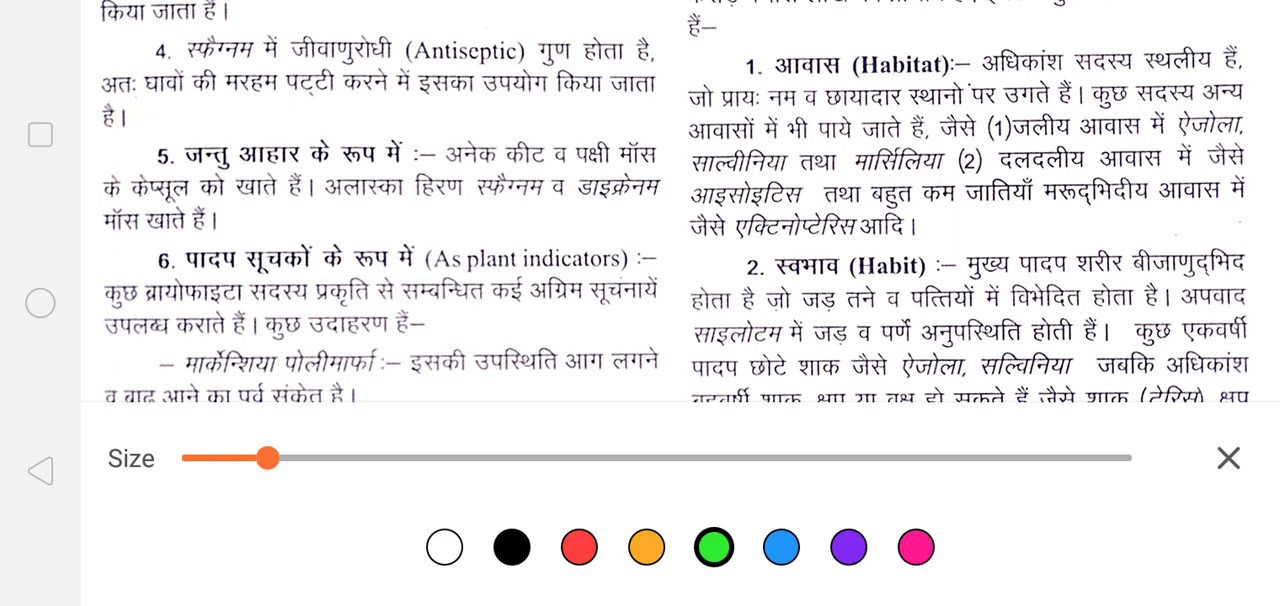 किया जाता है।
4. स्फैग्नम में जीवाणुरोधी (Antiseptic) गुण होता है,
अतः घावों की मरहम पट्टी करने में इसका उपयोग किया जाता
है।
5. जन्तु आहार के रूप में :– अनेक कीट व पक्षी मॉस
के केप्सूल को खाते हैं। अलास्का हिरण स्फैग्नम व डाइक्रेनम
मॉस खाते हैं।
6. पादप सूचकों के रूप में (As plant indicators) :–
कुछ ब्रायोफाइटा सदस्य प्रकृति से सम्बन्धित कई अग्रिम सूचनायें
उपलब्ध कराते हैं। कुछ उदाहरण हैं–
– मार्केन्शिया पोलीमार्फा :– इसकी उपस्थिति आग लगने
व बाढ़ आने का पूर्व संकेत है।
हैं–
1. आवास (Habitat):– अधिकांश सदस्य स्थलीय हैं,
जो प्रायः नम व छायादार स्थानो पर उगते हैं। कुछ सदस्य अन्य
आवासों में भी पाये जाते हैं, जैसे (1)जलीय आवास में ऐजोला,
साल्वीनिया तथा मार्सिलिया (2) दलदलीय आवास में जैसे
आइसोइटिस तथा बहुत कम जातियाँ मरूद्भिदीय आवास में
जैसे एक्टिनोप्टेरिस आदि।
2. स्वभाव (Habit) :– मुख्य पादप शरीर बीजाणुद्भिद
होता है जो जड़ तने व पत्तियों में विभेदित होता है। अपवाद
साइलोटम में जड़ व पर्ण अनुपस्थिति होती हैं। कुछ एकवर्षी
पादप छोटे शाक जैसे ऐजोला, सल्विनिया जबकि अधिकांश
बहुवर्षी शाक, क्षुप या वृक्ष हो सकते हैं जैसे शाक (टेरिस), क्षुप
Size